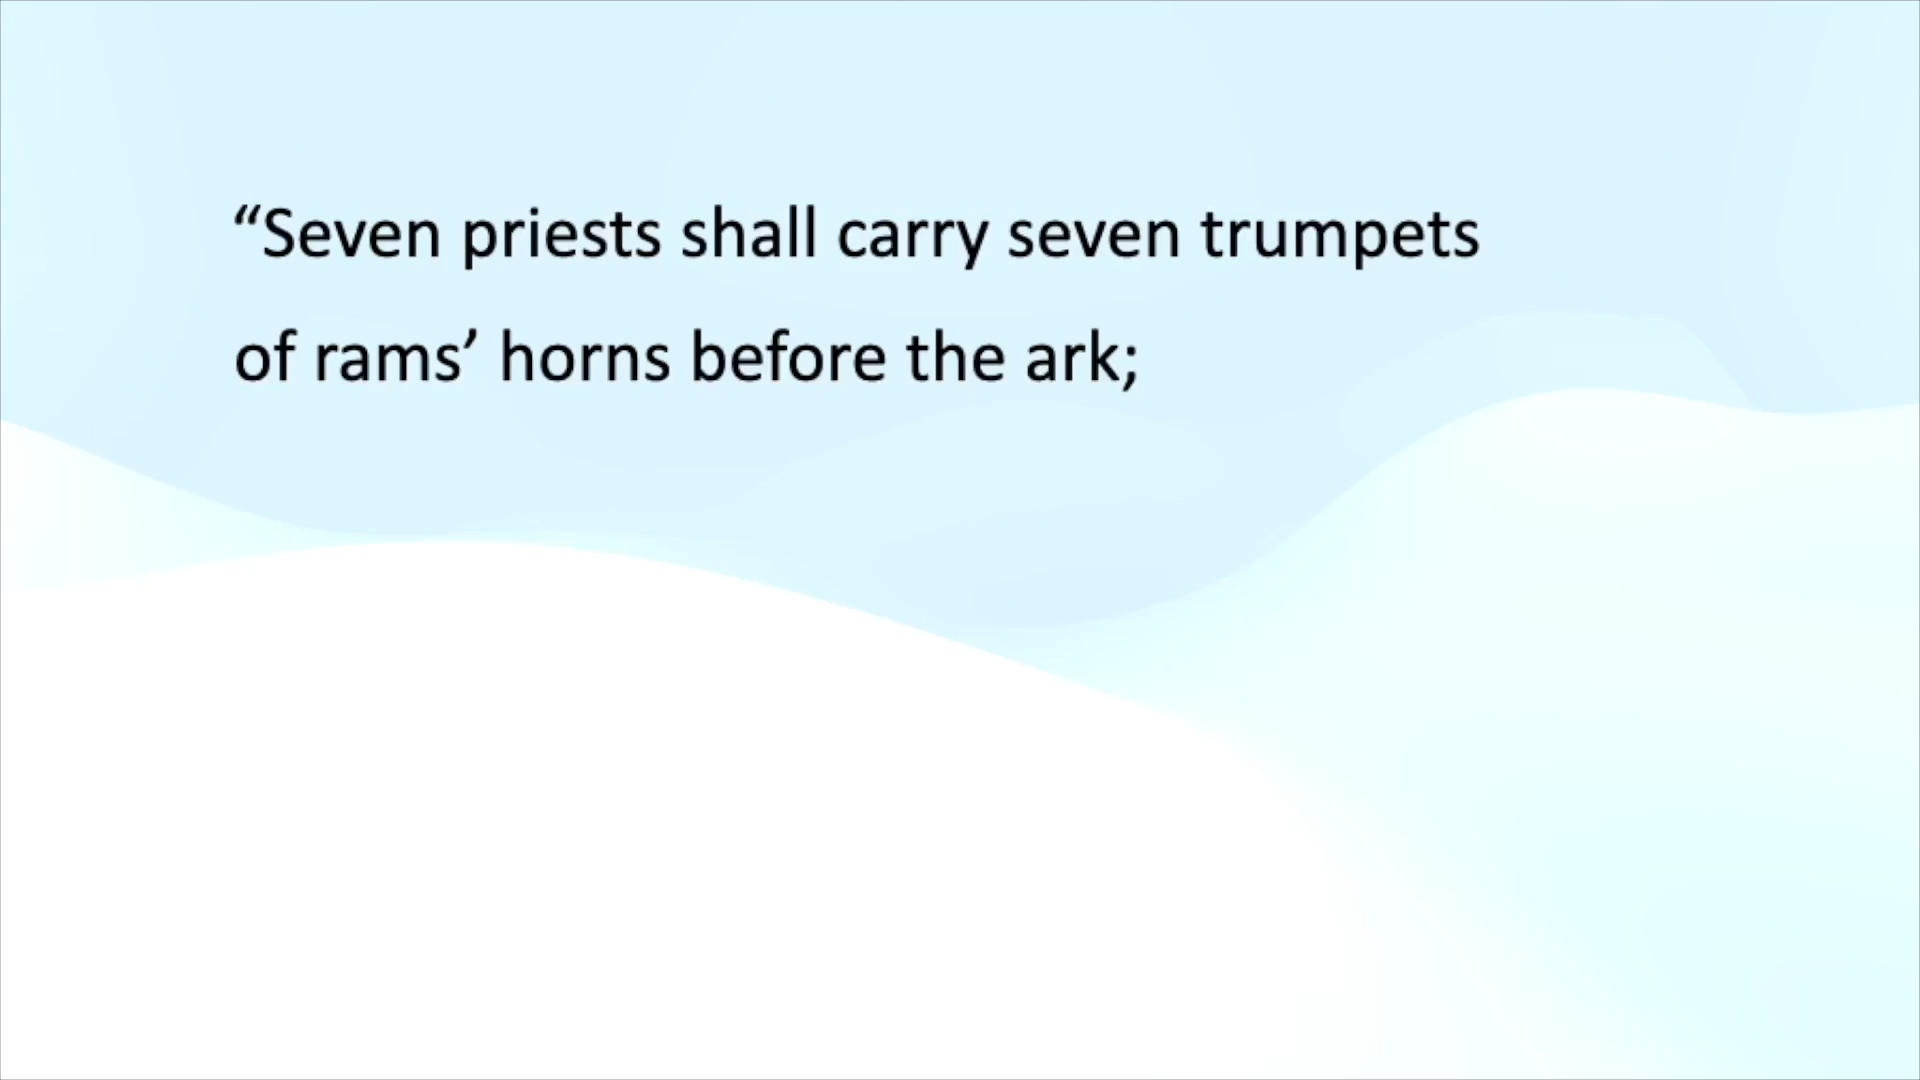 “Seven priests shall carry seven trumpets
of rams’ horns before the ark;